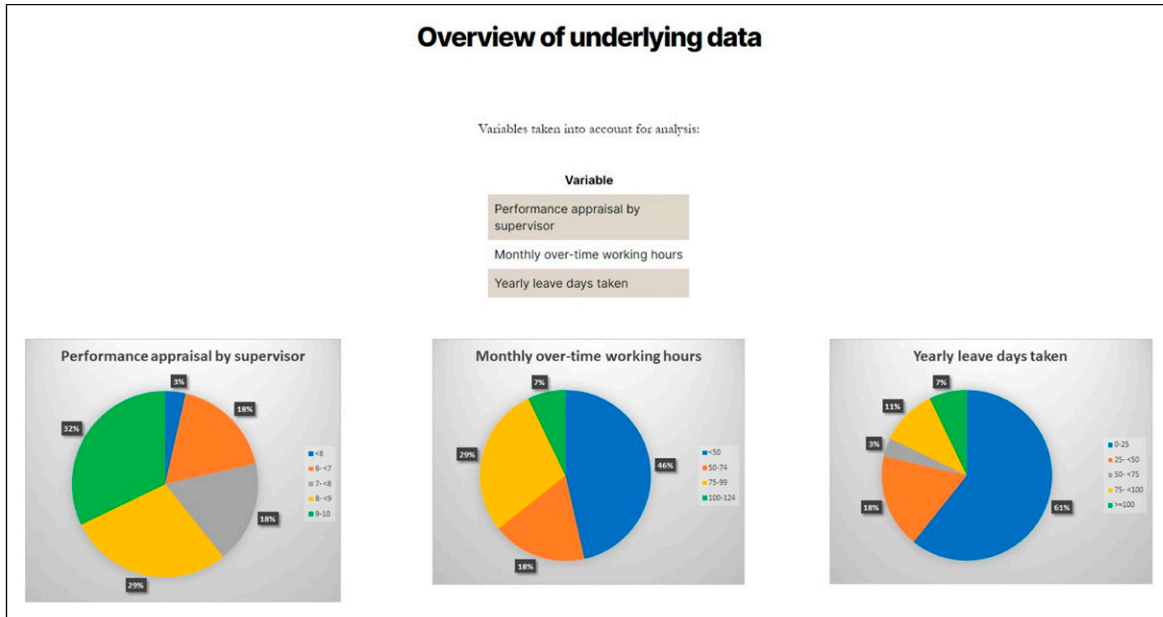 Overview of underlying data
Variables taken into account for analysis:
Variable
Performance appraisal by
supervisor
Monthly over-time working hours
Yearly leave days taken
Performance appraisal by supervisor
3%
18%
18%
29%
32%
<6
6- <7
7- <8
8- <9
9-10
Monthly over-time working hours
7%
29%
46%
18%
<50
50-74
75-99
100-124
Yearly leave days taken
7%
11%
3%
18%
61%
0-25
25- <50
50- <75
75- <100
>=100